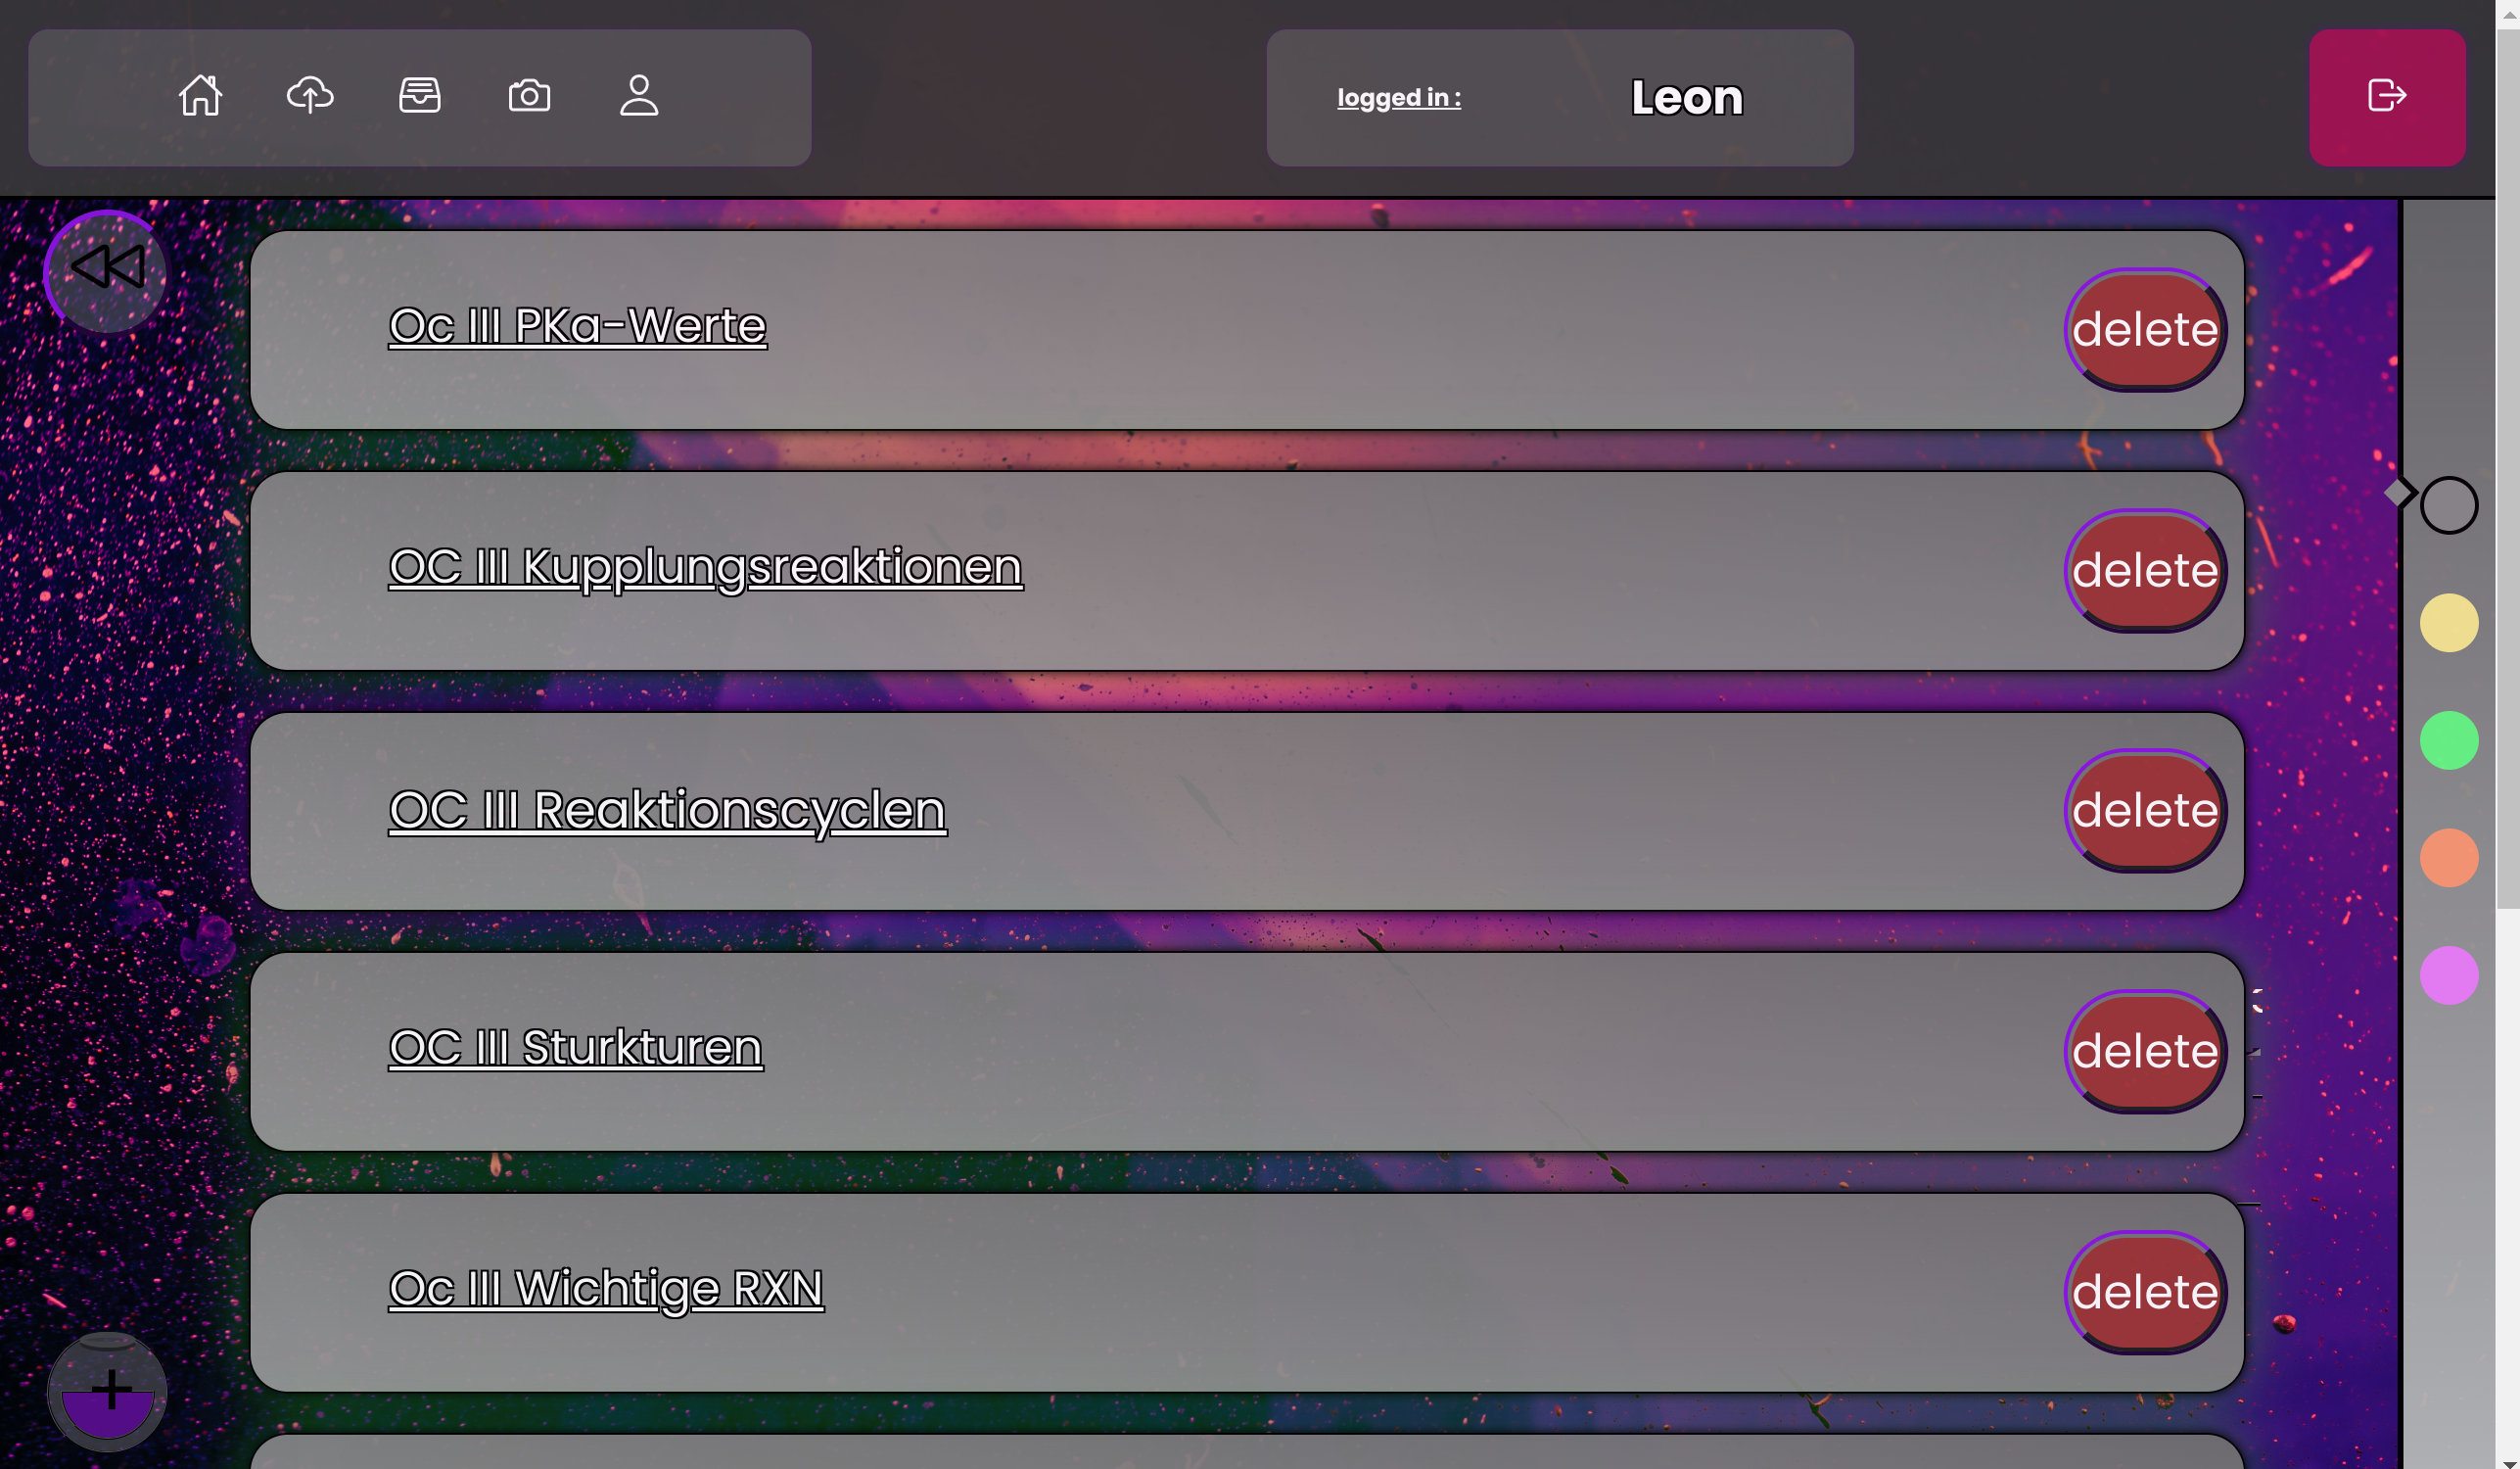 logged in :
Leon
Oc III PKa-Werte
delete
OC III Kupplungsreaktionen
delete
OC III Reaktionscyclen
delete
OC III Sturkturen
delete
Oc III Wichtige RXN
delete